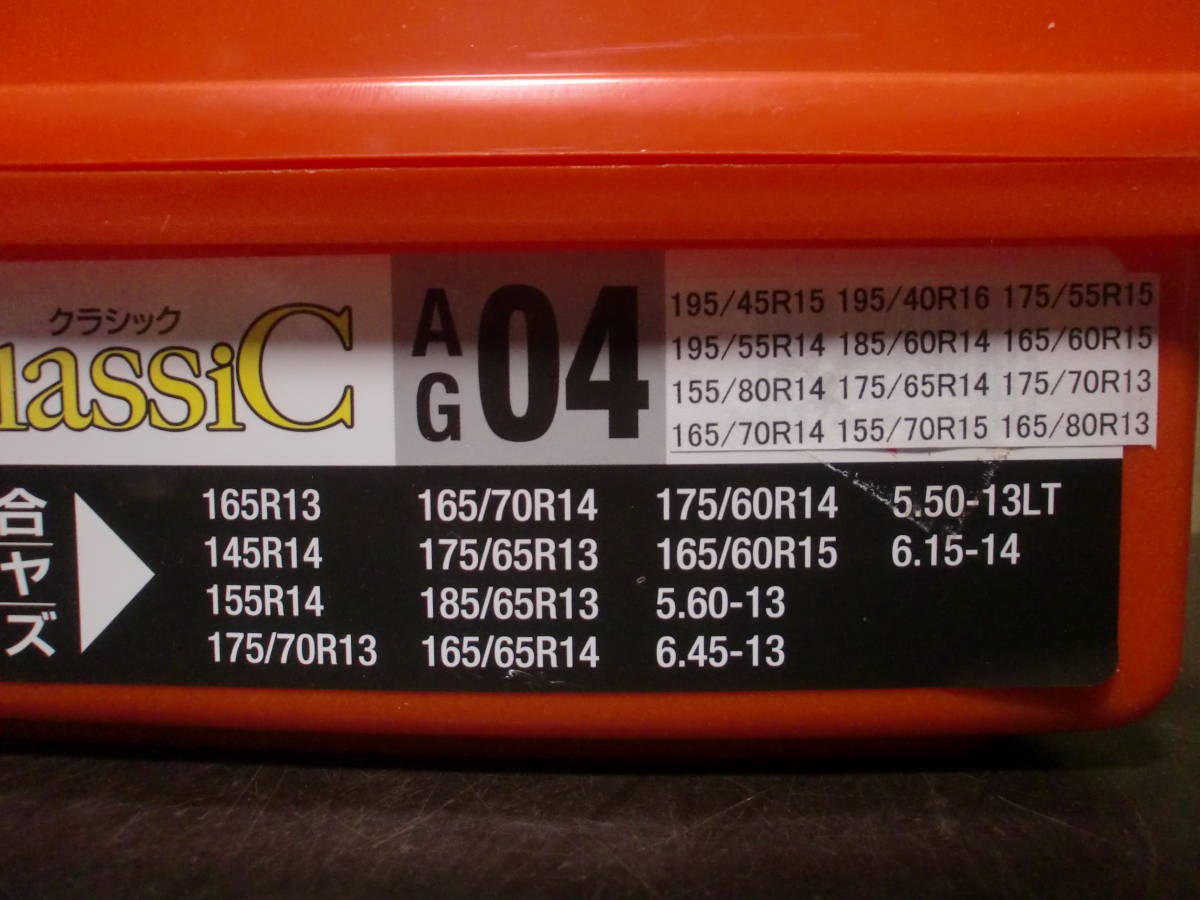 クラシック
lassiC
AG04
195/45R15 195/40R16 175/55R15
195/55R14 185/60R14 165/60R15
155/80R14 175/65R14 175/70R13
165/70R14 155/70R15 165/80R13
合
ヤ
ズ
165R13 165/70R14 175/60R14 5.50-13LT
145R14 175/65R13 165/60R15 6.15-14
155R14 185/65R13 5.60-13
175/70R13 165/65R14 6.45-13